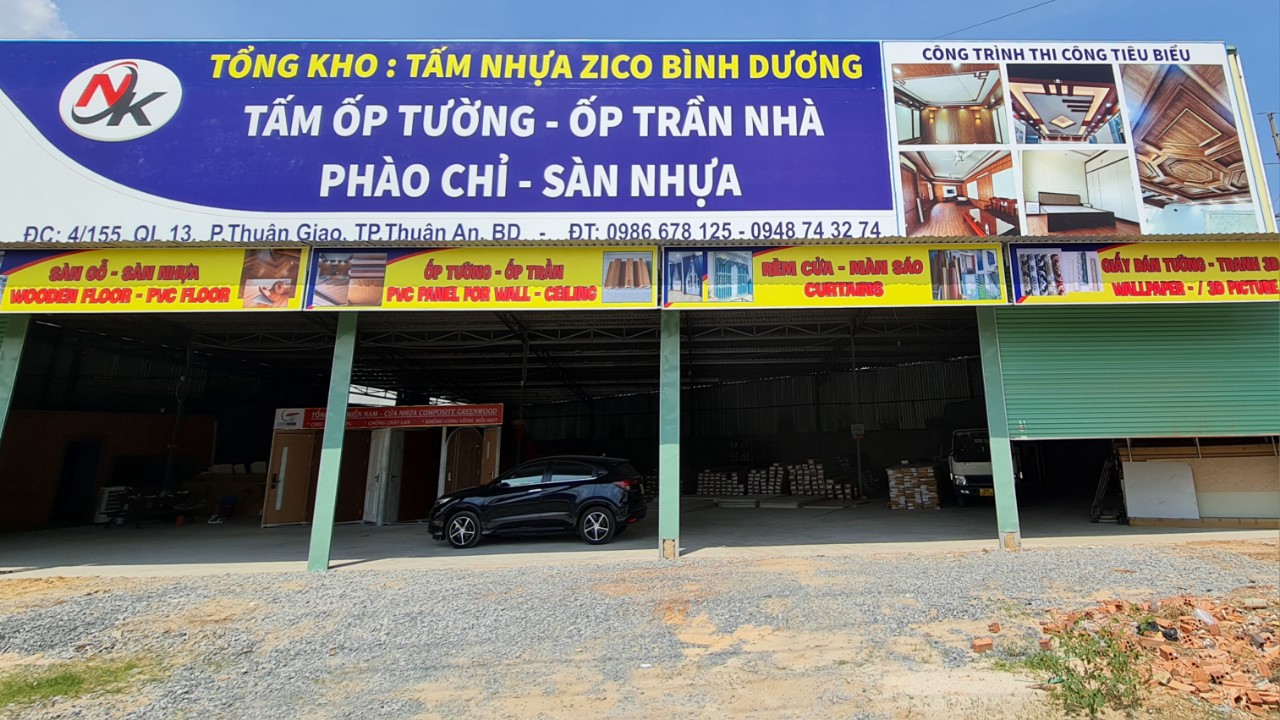 NK
TỔNG KHO : TẤM NHỰA ZICO BÌNH DƯƠNG
TẤM ỐP TƯỜNG - ỐP TRẦN NHÀ
PHÀO CHỈ - SÀN NHỰA
ĐC: 4/155, QL 13, P.Thuận Giao, TP.Thuận An, BD - ĐT: 0986 678 125 - 0948 74 32 74
CÔNG TRÌNH THI CÔNG TIÊU BIỂU
SÀN GỖ - SÀN NHỰA
WOODEN FLOOR - PVC FLOOR
ỐP TƯỜNG - ỐP TRẦN
PVC PANEL FOR WALL - CEILING
RÈM CỬA - MÀN SÁO
CURTAINS
GIẤY DÁN TƯỜNG - TRANH 3D
WALLPAPER - / 3D PICTURE
MIỀN NAM - CỬA NHỰA COMPOSITE GREENWOOD